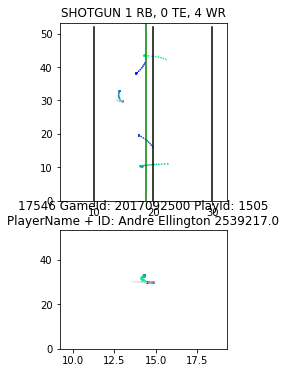 SHOTGUN 1 RB, 0 TE, 4 WR
50
40
30
20
10
0
10 20 30
17546 GameId: 2017092500 PlayId: 1505
PlayerName + ID: Andre Ellington 2539217.0
40
20
0
10.0 12.5 15.0 17.5